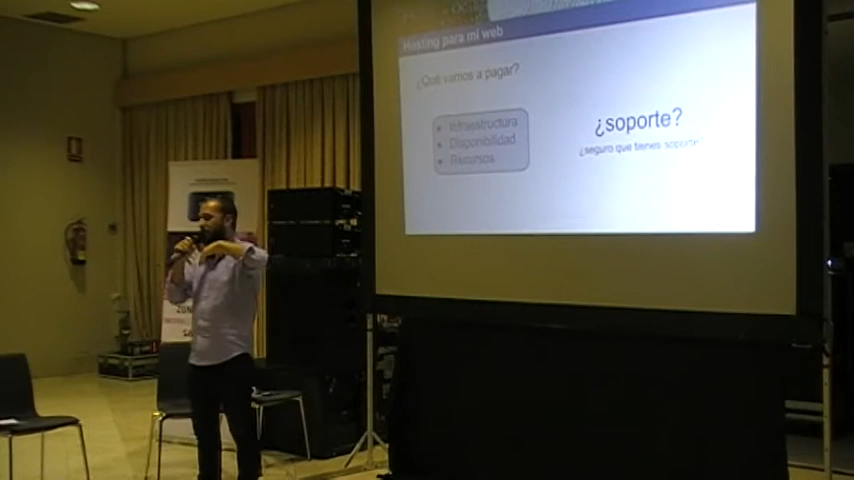 Hosting para mi web
¿Qué vamos a pagar?
• Infraestructura
• Disponibilidad
• Recursos
¿soporte?
¿seguro que tienes soporte?